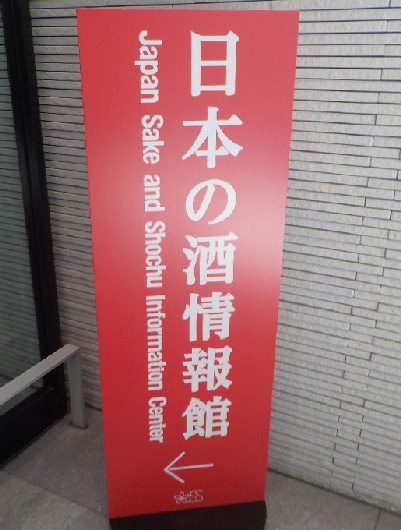 日本の酒情報館
Japan Sake and Shochu Information Center